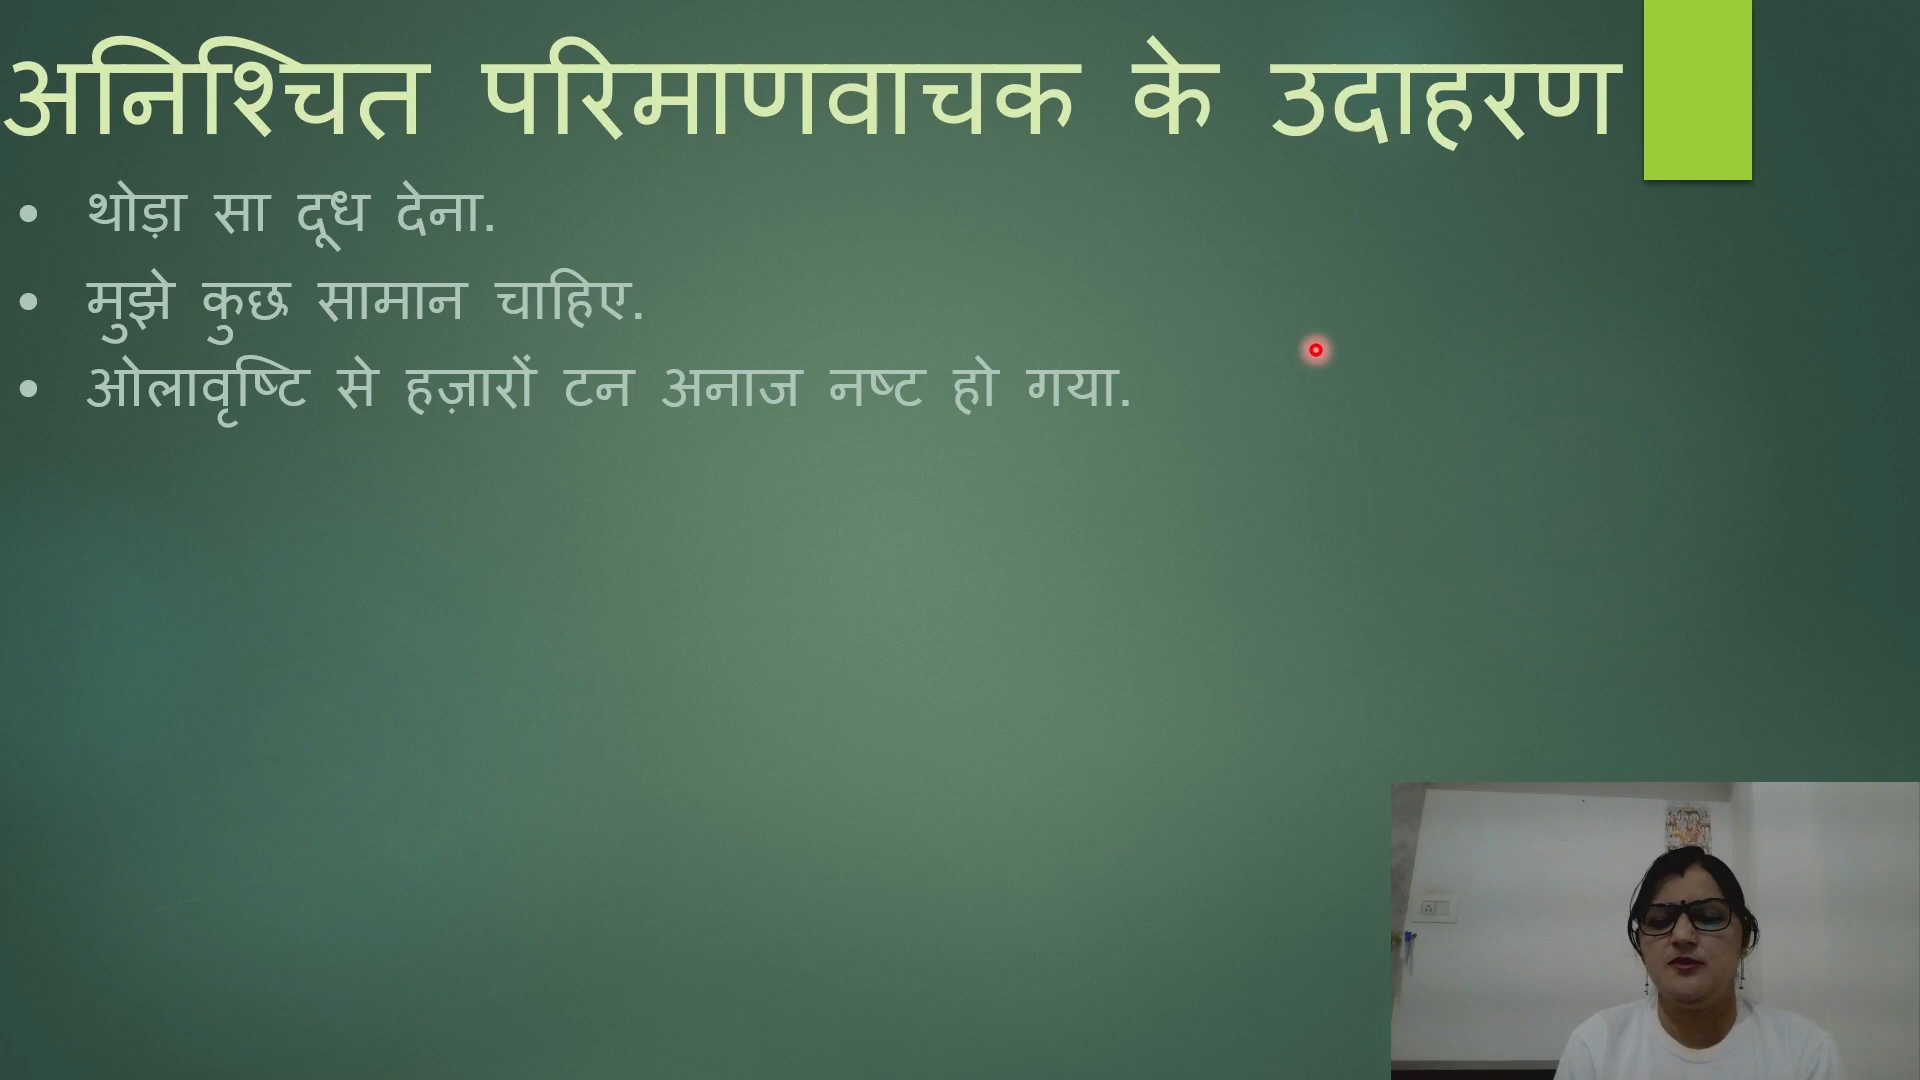 अनिश्चित परिमाणवाचक के उदाहरण
• थोड़ा सा दूध देना.
• मुझे कुछ सामान चाहिए.
• ओलावृष्टि से हज़ारों टन अनाज नष्ट हो गया.